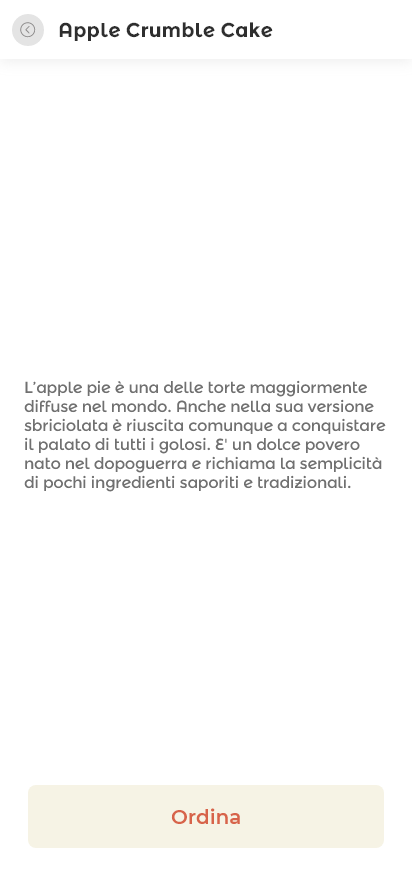 Apple Crumble Cake
L'apple pie è una delle torte maggiormente
diffuse nel mondo. Anche nella sua versione
sbriciolata è riuscita comunque a conquistare
il palato di tutti i golosi. E' un dolce povero
nato nel dopoguerra e richiama la semplicità
di pochi ingredienti saporiti e tradizionali.
Ordina